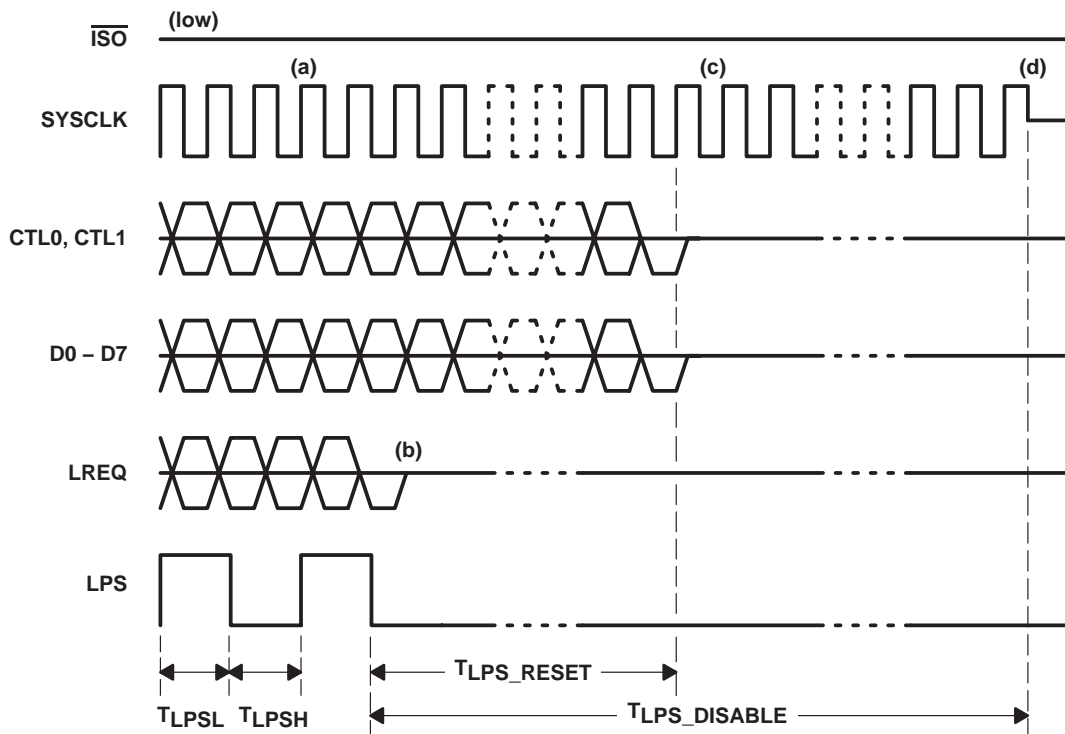 (low)
ISO
(a) (c) (d)
SYSCLK
CTL0, CTL1
D0 – D7
(b)
LREQ
LPS
TLPS_RESET
TLPSL TLPSH TLPS_DISABLE